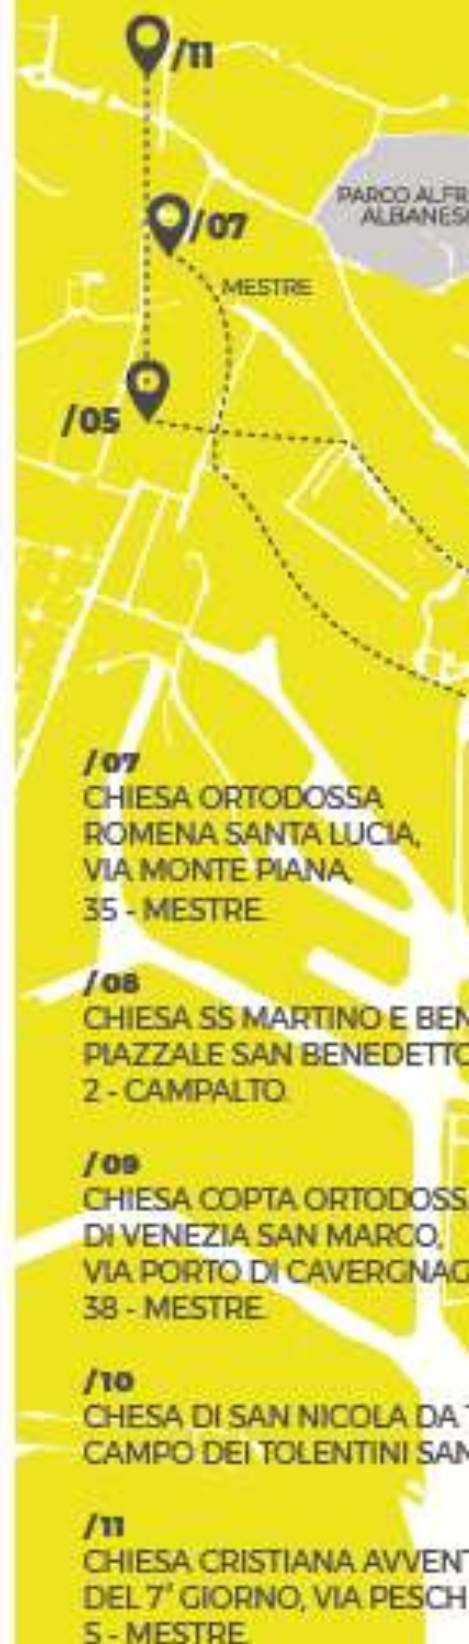 /11
/07
PARCO ALFR
ALBANES
MESTRE
/05
/07
CHIESA ORTODOSSA
ROMENA SANTA LUCIA,
VIA MONTE PIANA,
35 - MESTRE.
/08
CHIESA SS MARTINO E BEN
PIAZZALE SAN BENEDETTO
2 - CAMPALTO.
/09
CHIESA COPTA ORTODOSS
DI VENEZIA SAN MARCO,
VIA PORTO DI CAVERGNAG
38 - MESTRE.
/10
CHESA DI SAN NICOLA DA T
CAMPO DEI TOLENTINI SAN
/11
CHIESA CRISTIANA AVVENT
DEL 7° GIORNO, VIA PESCH
5 - MESTRE.